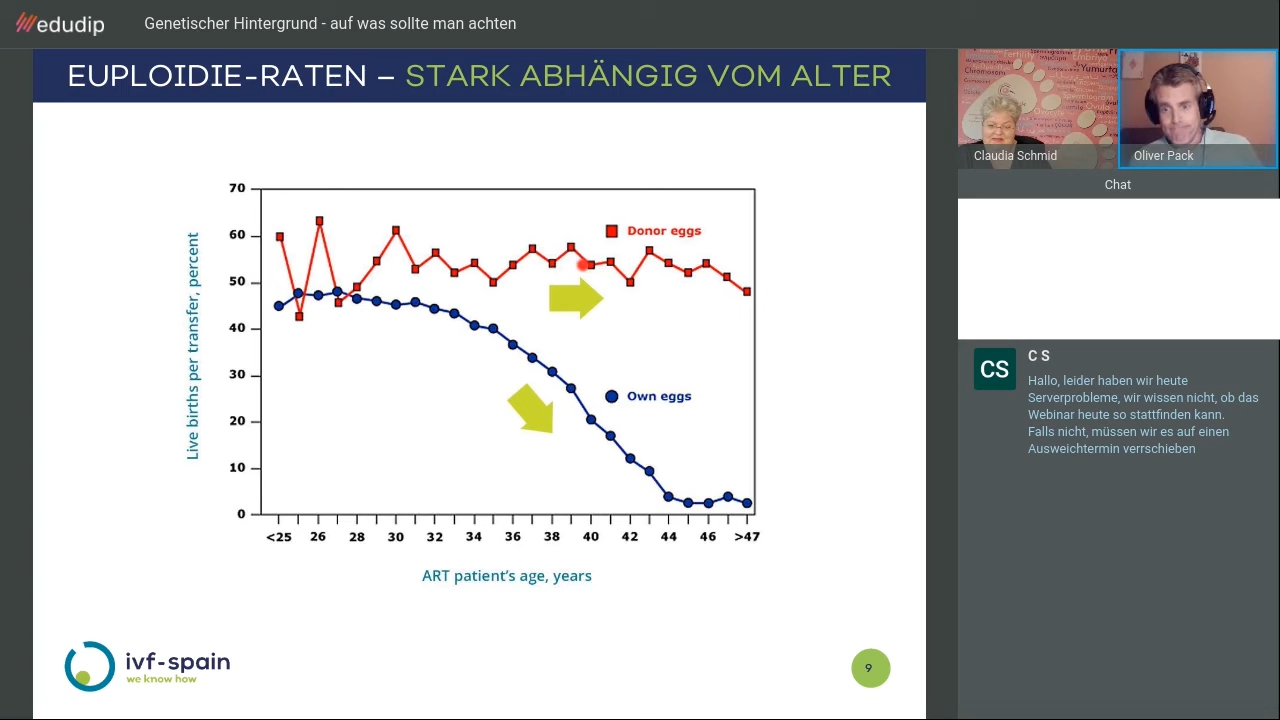 edudip
Genetischer Hintergrund - auf was sollte man achten
EUPLOIDIE-RATEN – STARK ABHÄNGIG VOM ALTER
Live births per transfer, percent
70
60
50
40
30
20
10
0
Donor eggs
Own eggs
<25 26 28 30 32 34 36 38 40 42 44 46 >47
ART patient's age, years
ivf-spain
we know how
9
Yumurta
Claudia Schmid
Oliver Pack
Chat
CS
C S
Hallo, leider haben wir heute
Serverprobleme, wir wissen nicht, ob das
Webinar heute so stattfinden kann.
Falls nicht, müssen wir es auf einen
Ausweichtermin verrschieben